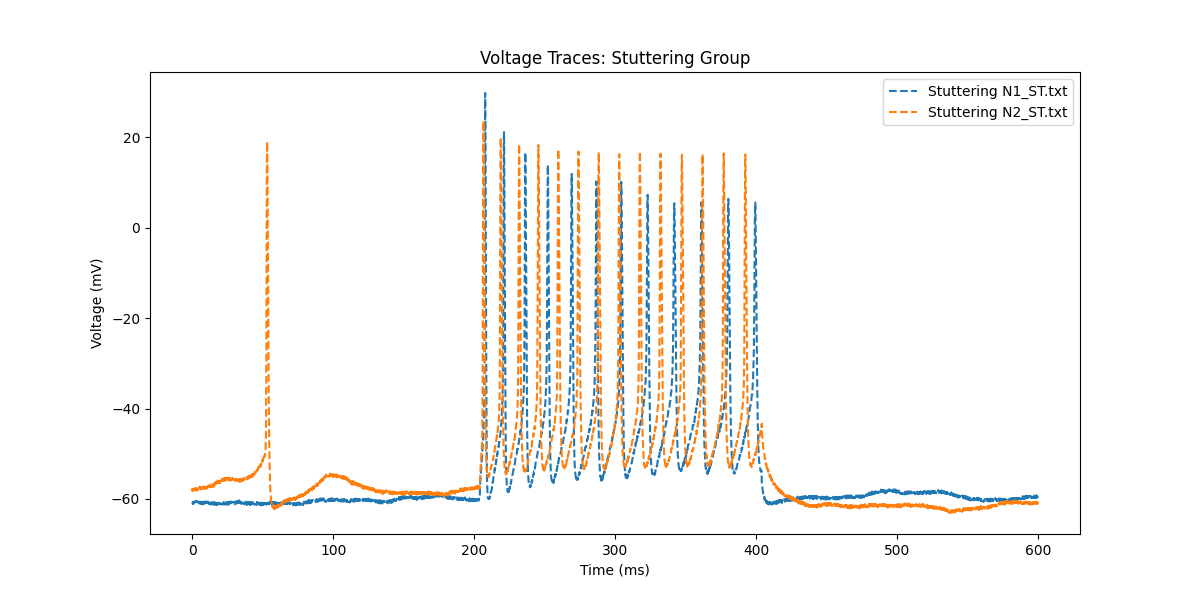 Voltage Traces: Stuttering Group
Stuttering N1_ST.txt
Stuttering N2_ST.txt
Voltage (mV)
20
0
−20
−40
−60
0
100
200
300
400
500
600
Time (ms)